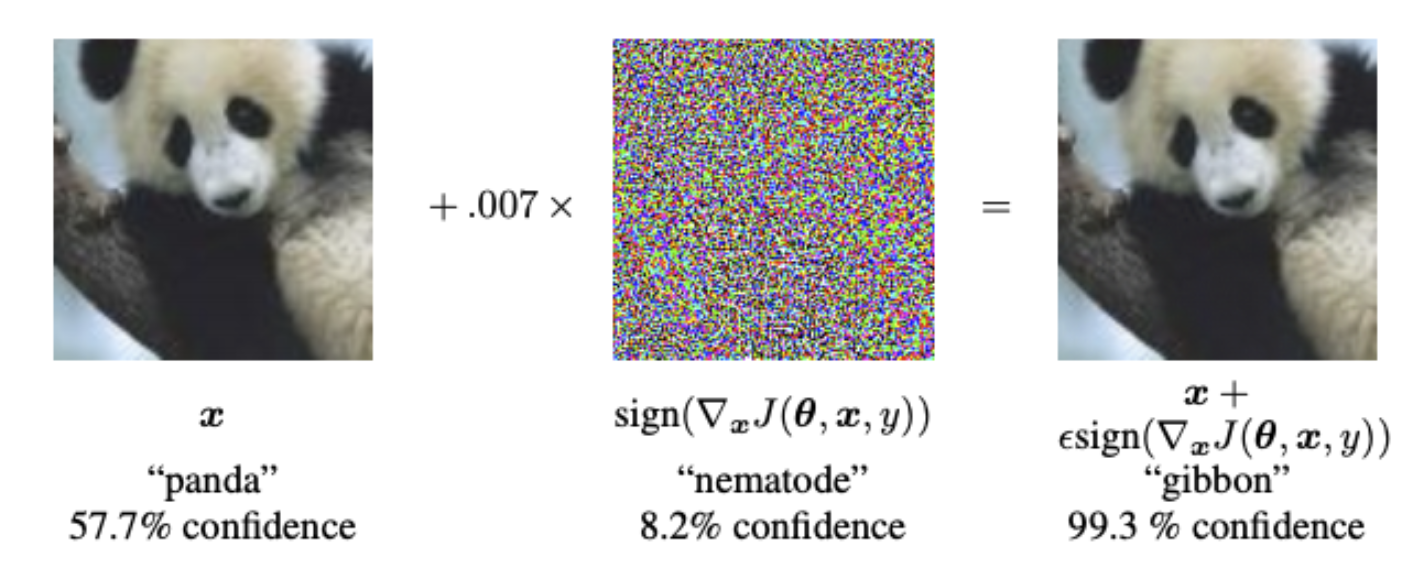 + .007 ×
=
x
“panda”
57.7% confidence
sign(∇ₓJ(θ, x, y))
“nematode”
8.2% confidence
x +
ϵsign(∇ₓJ(θ, x, y))
“gibbon”
99.3 % confidence